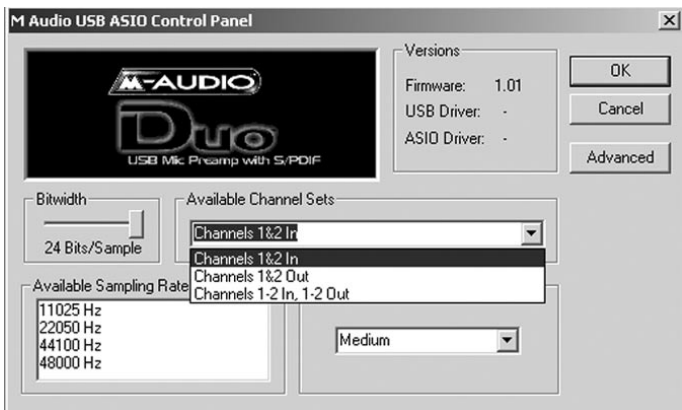 M Audio USB ASIO Control Panel
M-AUDIO
Duo
USB Mic Preamp with S/PDIF
Versions
Firmware: 1.01
USB Driver: -
ASIO Driver: -
OK
Cancel
Advanced
Bitwidth
24 Bits/Sample
Available Channel Sets
Channels 1&2 In
Channels 1&2 In
Channels 1&2 Out
Channels 1-2 In, 1-2 Out
Available Sampling Rate
11025 Hz
22050 Hz
44100 Hz
48000 Hz
Medium